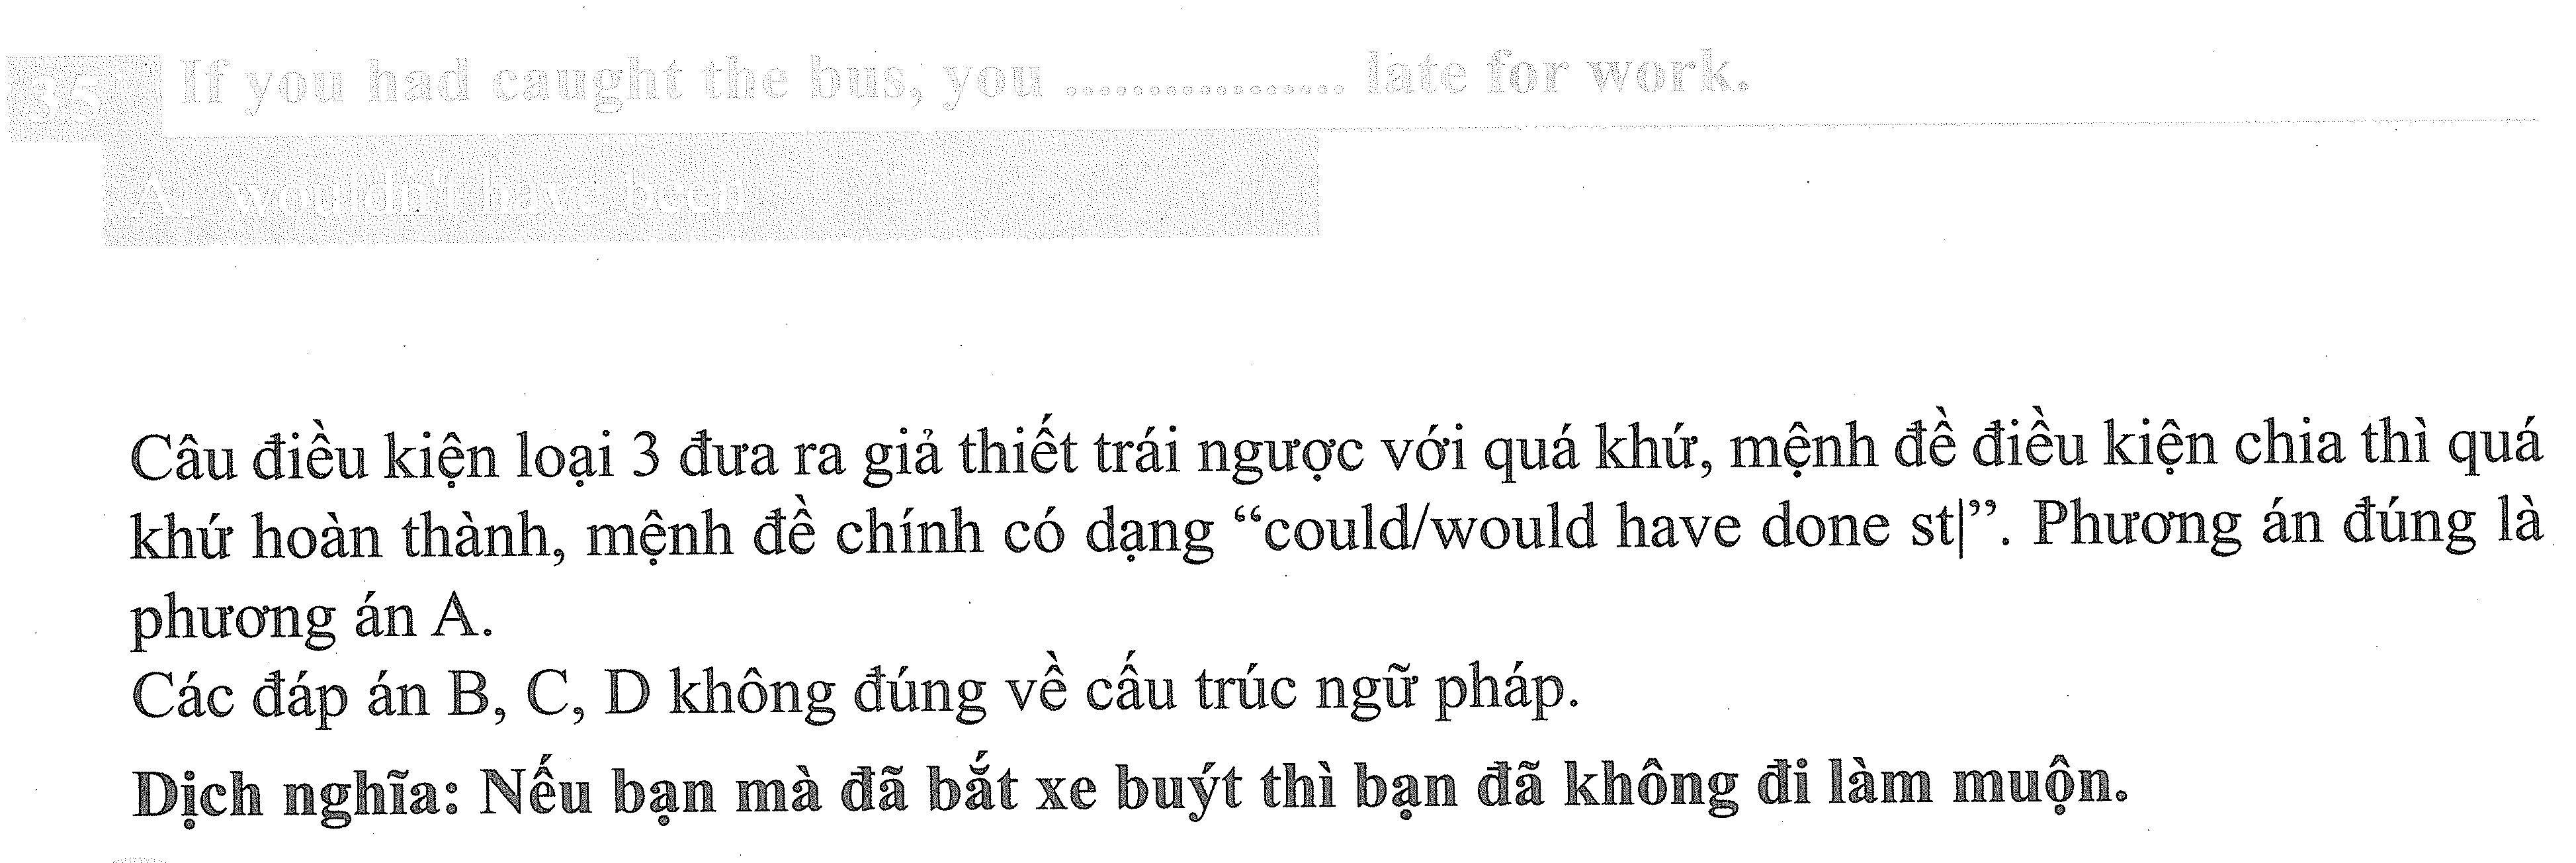 35 If you had caught the bus, you ..................... late for work.
A. wouldn't have been
Câu điều kiện loại 3 đưa ra giả thiết trái ngược với quá khứ, mệnh đề điều kiện chia thì quá
khứ hoàn thành, mệnh đề chính có dạng “could/would have done st|”. Phương án đúng là
phương án A.
Các đáp án B, C, D không đúng về cấu trúc ngữ pháp.
Dịch nghĩa: Nếu bạn mà đã bắt xe buýt thì bạn đã không đi làm muộn.